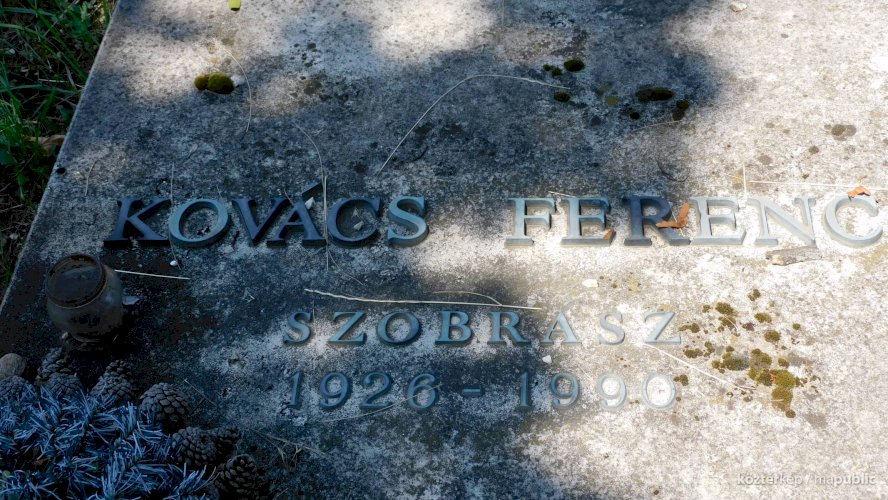 KOVÁCS FERENC
SZOBRÁSZ
1926 - 1990
köztérkép / mapublic